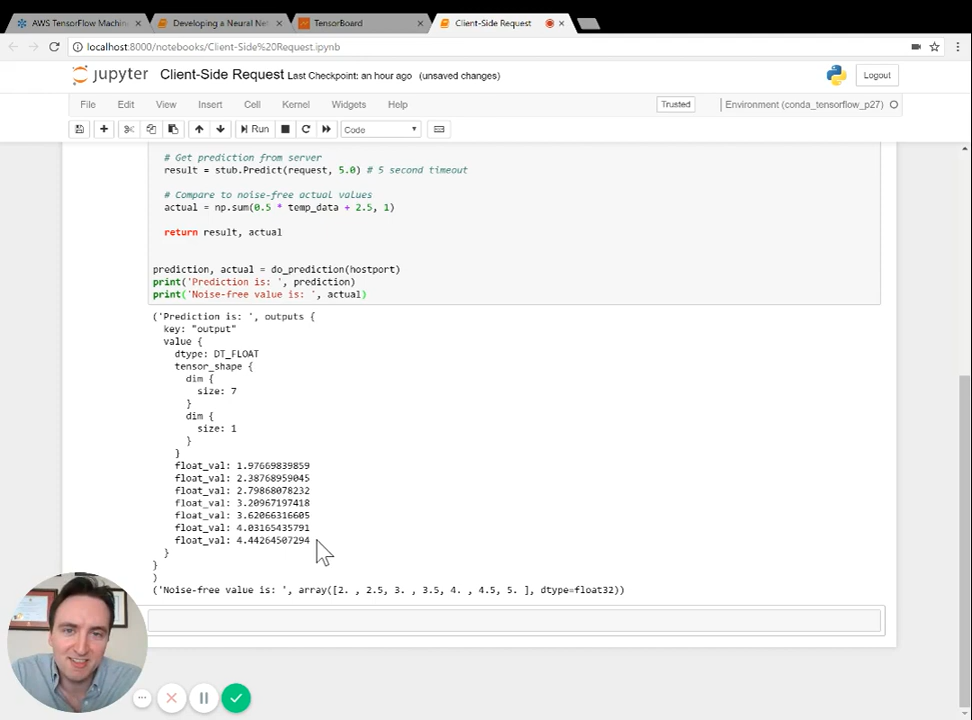 AWS TensorFlow Machin
Developing a Neural Net
TensorBoard
Client-Side Request
localhost:8000/notebooks/Client-Side%20Request.ipynb
jupyter Client-Side Request Last Checkpoint: an hour ago (unsaved changes)
Logout
File Edit View Insert Cell Kernel Widgets Help
Trusted
Environment (conda_tensorflow_p27)
Run
Code
# Get prediction from server
result = stub.Predict(request, 5.0) # 5 second timeout
# Compare to noise-free actual values
actual = np.sum(0.5 * temp_data + 2.5, 1)
return result, actual
prediction, actual = do_prediction(hostport)
print('Prediction is: ', prediction)
print('Noise-free value is: ', actual)
('Prediction is: ', outputs {
key: "output"
value {
dtype: DT_FLOAT
tensor_shape {
dim {
size: 7
}
dim {
size: 1
}
}
float_val: 1.97669839859
float_val: 2.38768959045
float_val: 2.79868078232
float_val: 3.20967197418
float_val: 3.62066316605
float_val: 4.03165435791
float_val: 4.44264507294
}
}
)
('Noise-free value is: ', array([2. , 2.5, 3. , 3.5, 4. , 4.5, 5. ], dtype=float32))